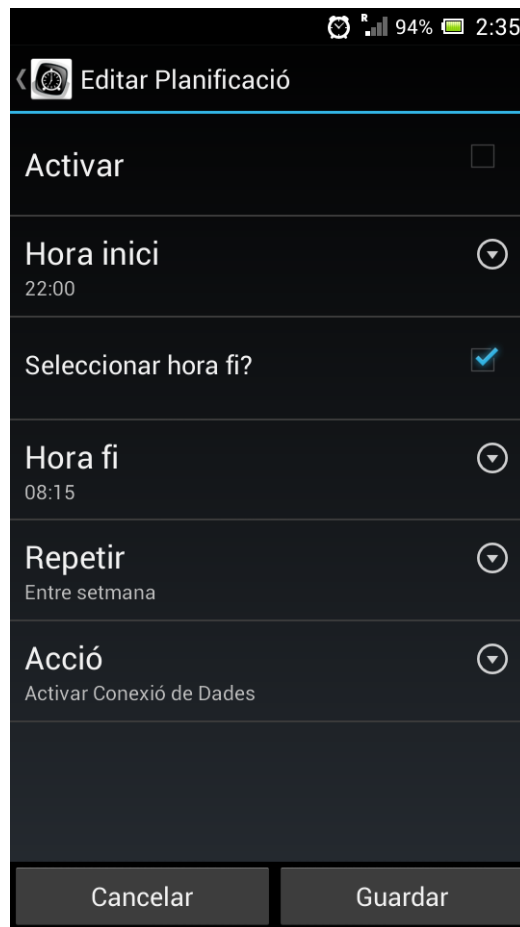 R 94% 2:35
Editar Planificació
Activar
Hora inici
22:00
Seleccionar hora fi?
Hora fi
08:15
Repetir
Entre setmana
Acció
Activar Conexió de Dades
Cancelar Guardar